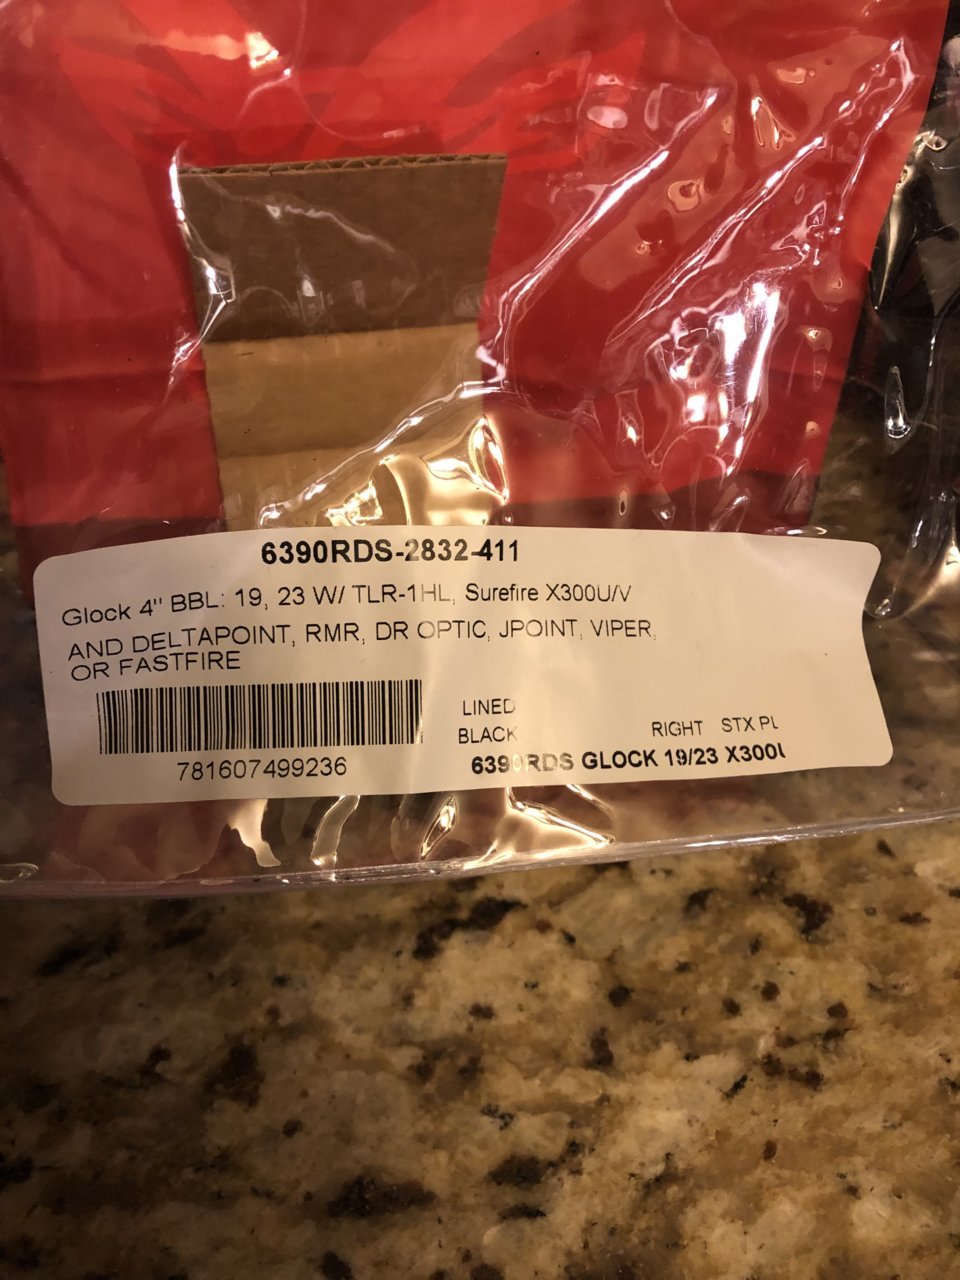 6390RDS-2832-411
Glock 4" BBL: 19, 23 W/ TLR-1HL, Surefire X300U/V
AND DELTAPOINT, RMR, DR OPTIC, JPOINT, VIPER,
OR FASTFIRE
LINED
BLACK RIGHT STX PL
781607499236
6390RDS GLOCK 19/23 X300U